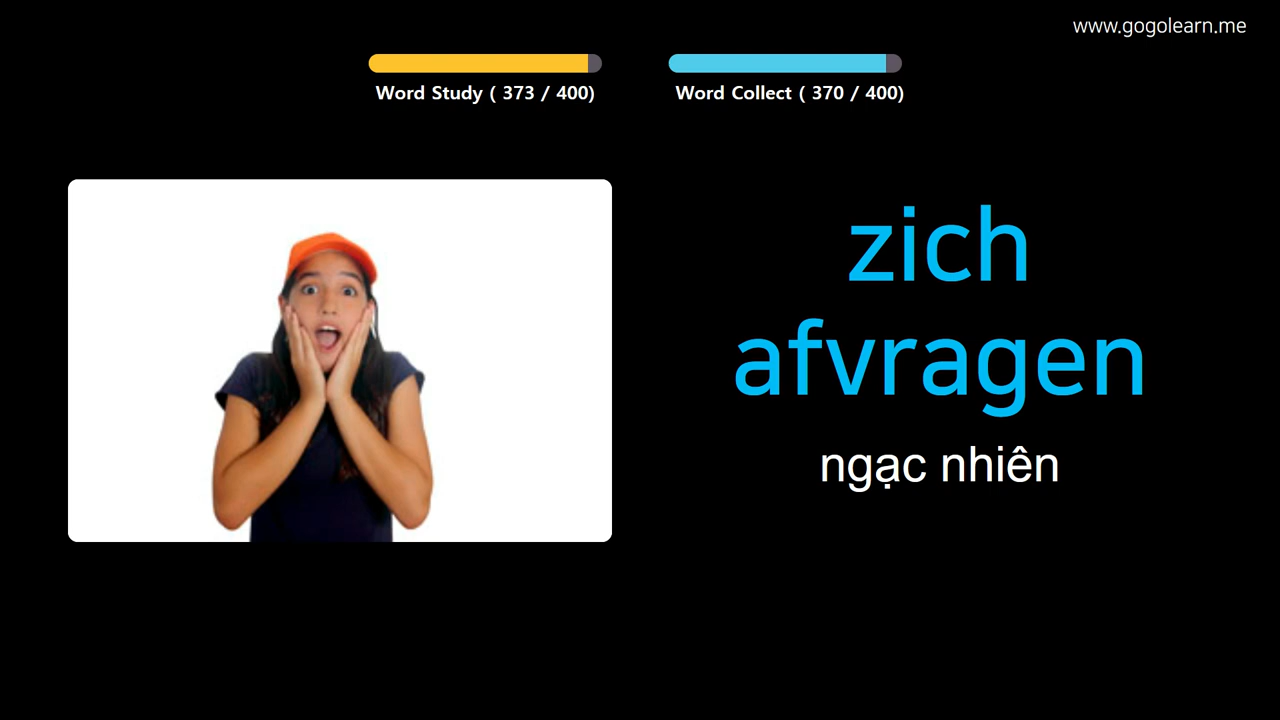 www.gogolearn.me
Word Study ( 373 / 400)
Word Collect ( 370 / 400)
zich
afvragen
ngạc nhiên